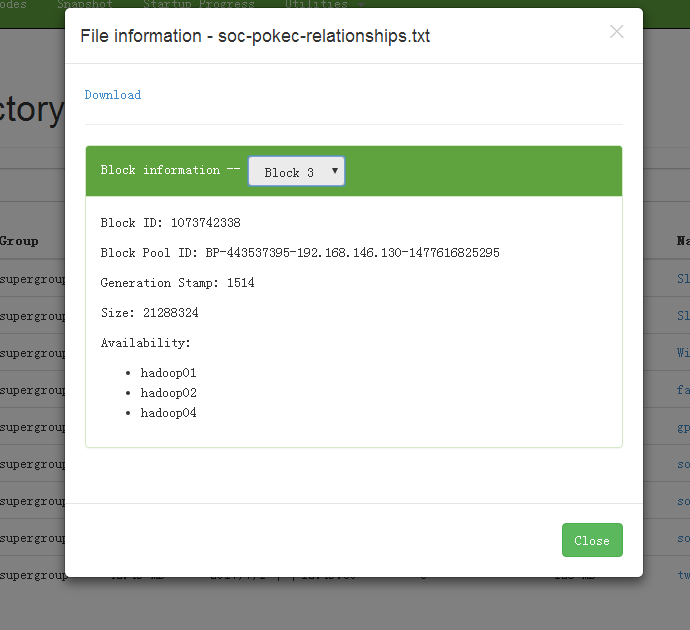 odes Snapshot Startup Progress Utilities
File information - soc-pokec-relationships.txt
×
ctory
Download
Block information -- Block 3
Group
Na
Block ID: 1073742338
Block Pool ID: BP-443537395-192.168.146.130-1477616825295
Generation Stamp: 1514
Size: 21288324
Availability:
hadoop01
hadoop02
hadoop04
supergroup Sl
supergroup Sl
supergroup Wi
supergroup fa
supergroup gp
supergroup so
supergroup so
supergroup so
supergroup tw
Close